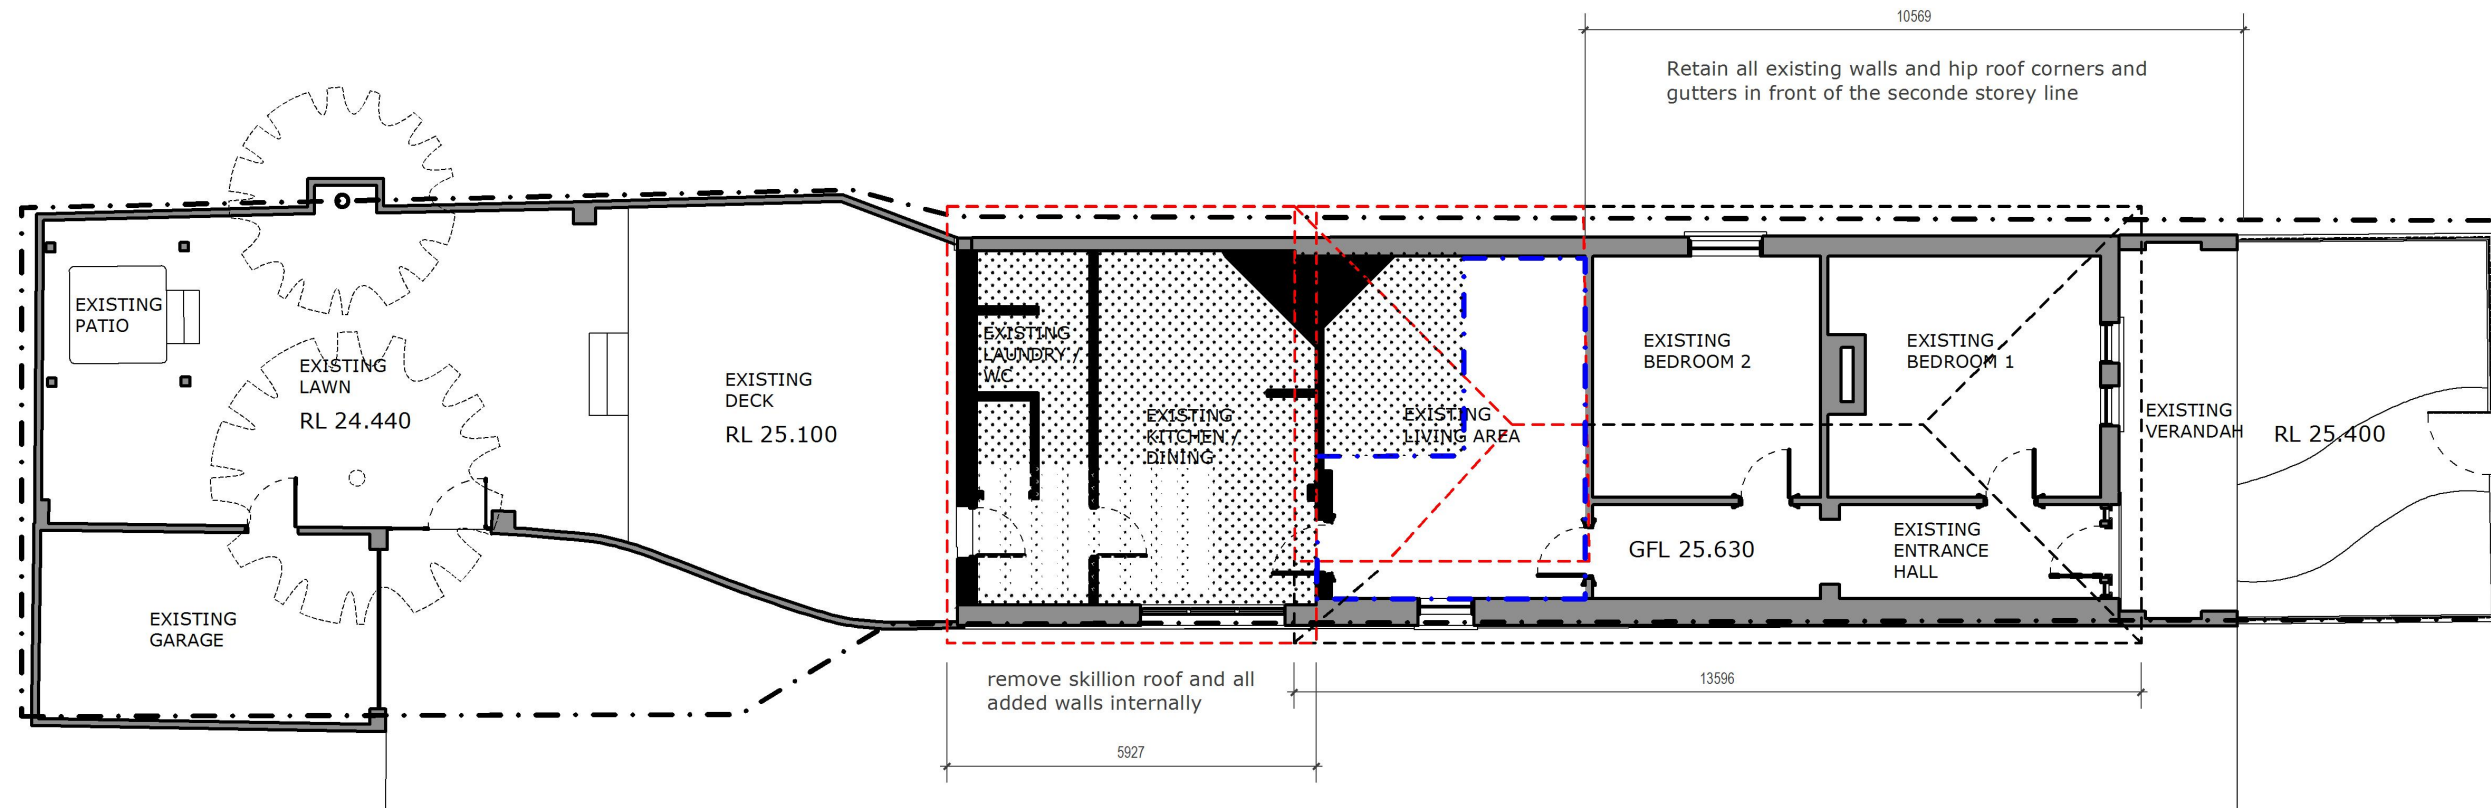 10569
Retain all existing walls and hip roof corners and
gutters in front of the seconde storey line
EXISTING
PATIO
EXISTING
LAWN
RL 24.440
EXISTING
DECK
RL 25.100
EXISTING
LAUNDRY /
WC
EXISTING
KITCHEN /
DINING
EXISTING
LIVING AREA
EXISTING
BEDROOM 2
EXISTING
BEDROOM 1
EXISTING
VERANDAH
RL 25.400
GFL 25.630
EXISTING
ENTRANCE
HALL
EXISTING
GARAGE
remove skillion roof and all
added walls internally
13596
5927